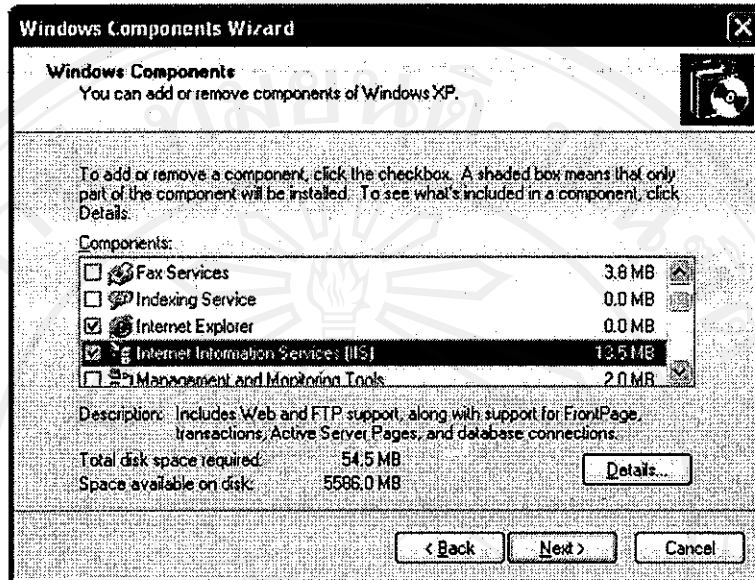 Windows Components Wizard
Windows Components
You can add or remove components of Windows XP.
To add or remove a component, click the checkbox. A shaded box means that only
part of the component will be installed. To see what's included in a component, click
Details.
Components:
Fax Services 3.8 MB
Indexing Service 0.0 MB
Internet Explorer 0.0 MB
Internet Information Services (IIS) 13.5 MB
Management and Monitoring Tools 2.0 MB
Description: Includes Web and FTP support, along with support for FrontPage,
transactions, Active Server Pages, and database connections.
Total disk space required: 54.5 MB
Space available on disk: 5586.0 MB
Details...
< Back Next > Cancel